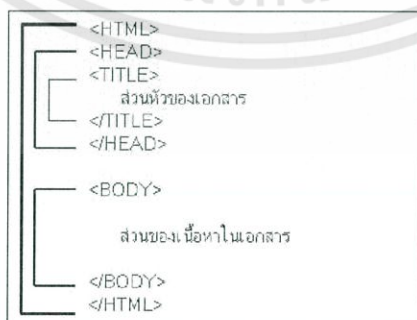 <HTML>
<HEAD>
<TITLE>
ส่วนหัวของเอกสาร
</TITLE>
</HEAD>
<BODY>
ส่วนของเนื้อหาในเอกสาร
</BODY>
</HTML>